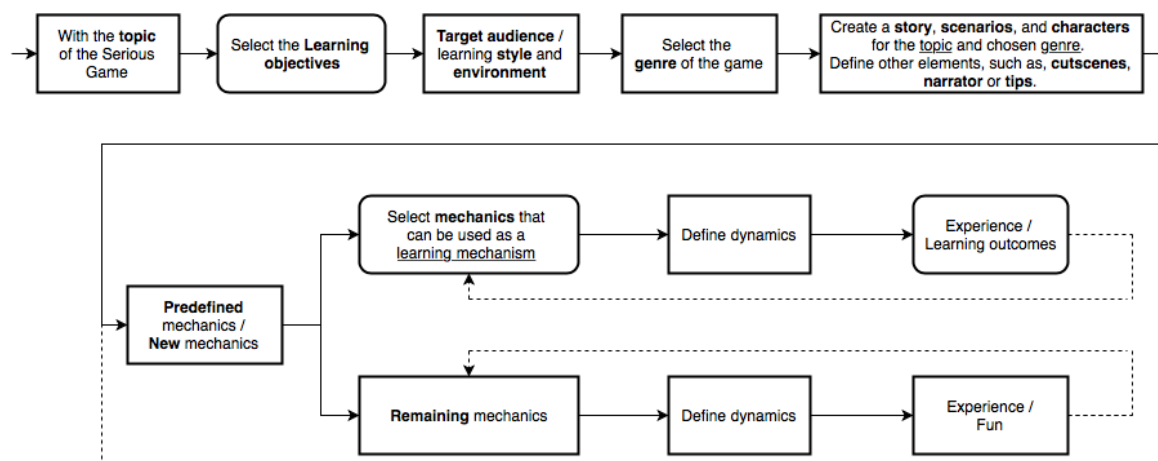 With the topic
of the Serious
Game
Select the Learning
objectives
Target audience /
learning style and
environment
Select the
genre of the game
Create a story, scenarios, and characters
for the topic and chosen genre.
Define other elements, such as, cutscenes,
narrator or tips.
Predefined
mechanics /
New mechanics
Select mechanics that
can be used as a
learning mechanism
Define dynamics
Experience /
Learning outcomes
Remaining mechanics
Define dynamics
Experience /
Fun